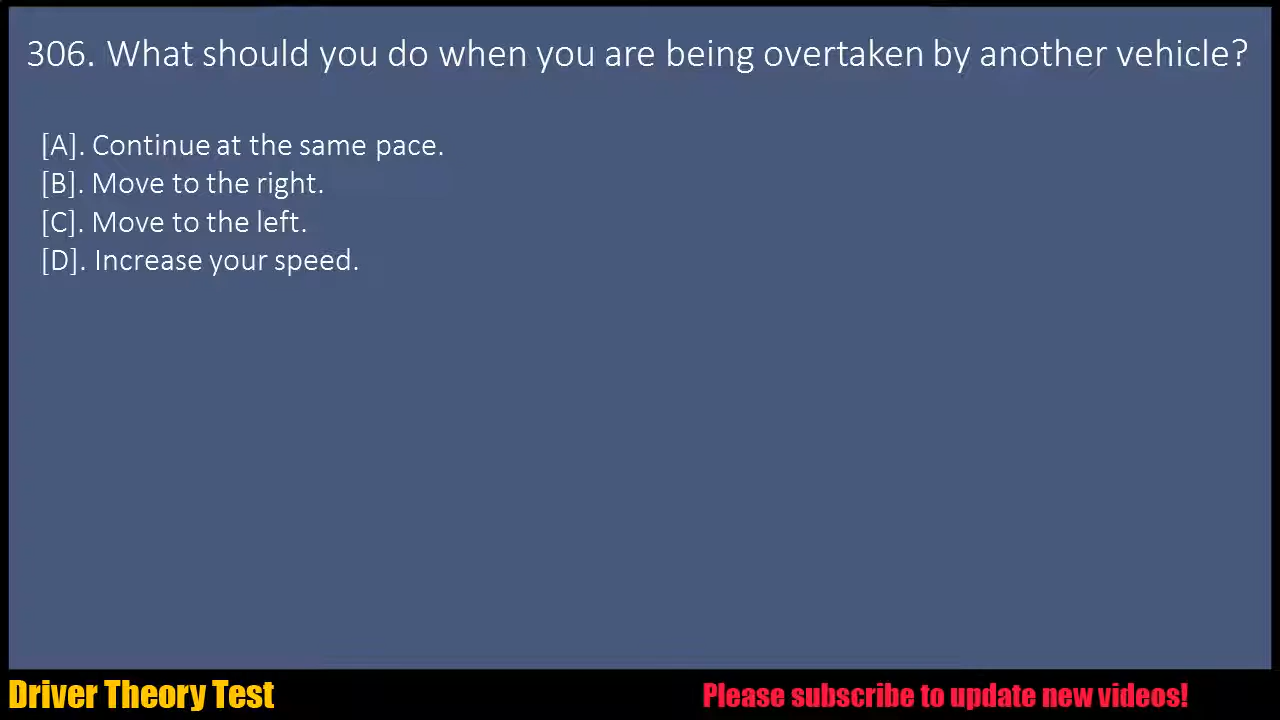 306. What should you do when you are being overtaken by another vehicle?
[A]. Continue at the same pace.
[B]. Move to the right.
[C]. Move to the left.
[D]. Increase your speed.
Driver Theory Test
Please subscribe to update new videos!